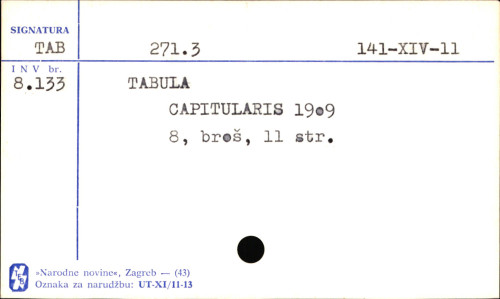 SIGNATURA
TAB 271.3 141-XIV-11
INV br.
8.133 TABULA
CAPITULARIS 1909
8, broš, 11 str.
»Narodne novine«, Zagreb — (43)
Oznaka za narudžbu: UT-XI/11-13